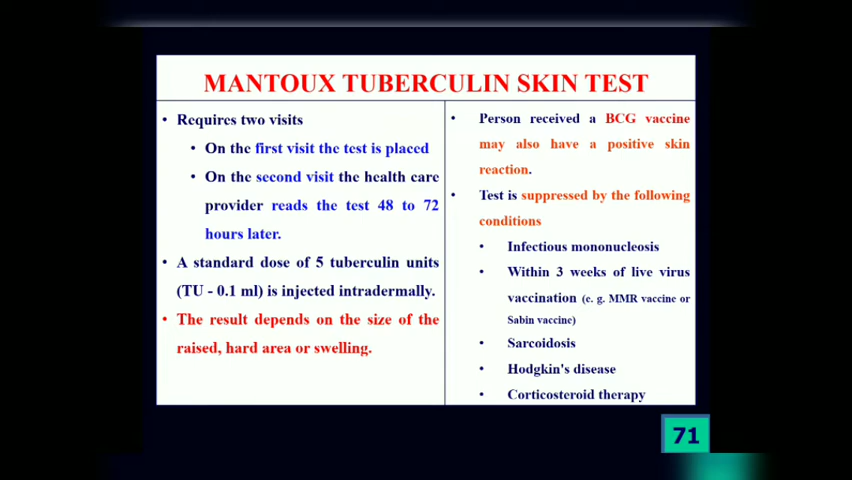 MANTOUX TUBERCULIN SKIN TEST
• Requires two visits
• On the first visit the test is placed
• On the second visit the health care
provider reads the test 48 to 72
hours later.
• A standard dose of 5 tuberculin units
(TU - 0.1 ml) is injected intradermally.
• The result depends on the size of the
raised, hard area or swelling.
• Person received a BCG vaccine
may also have a positive skin
reaction.
• Test is suppressed by the following
conditions
• Infectious mononucleosis
• Within 3 weeks of live virus
vaccination (e. g. MMR vaccine or
Sabin vaccine)
• Sarcoidosis
• Hodgkin's disease
• Corticosteroid therapy
71